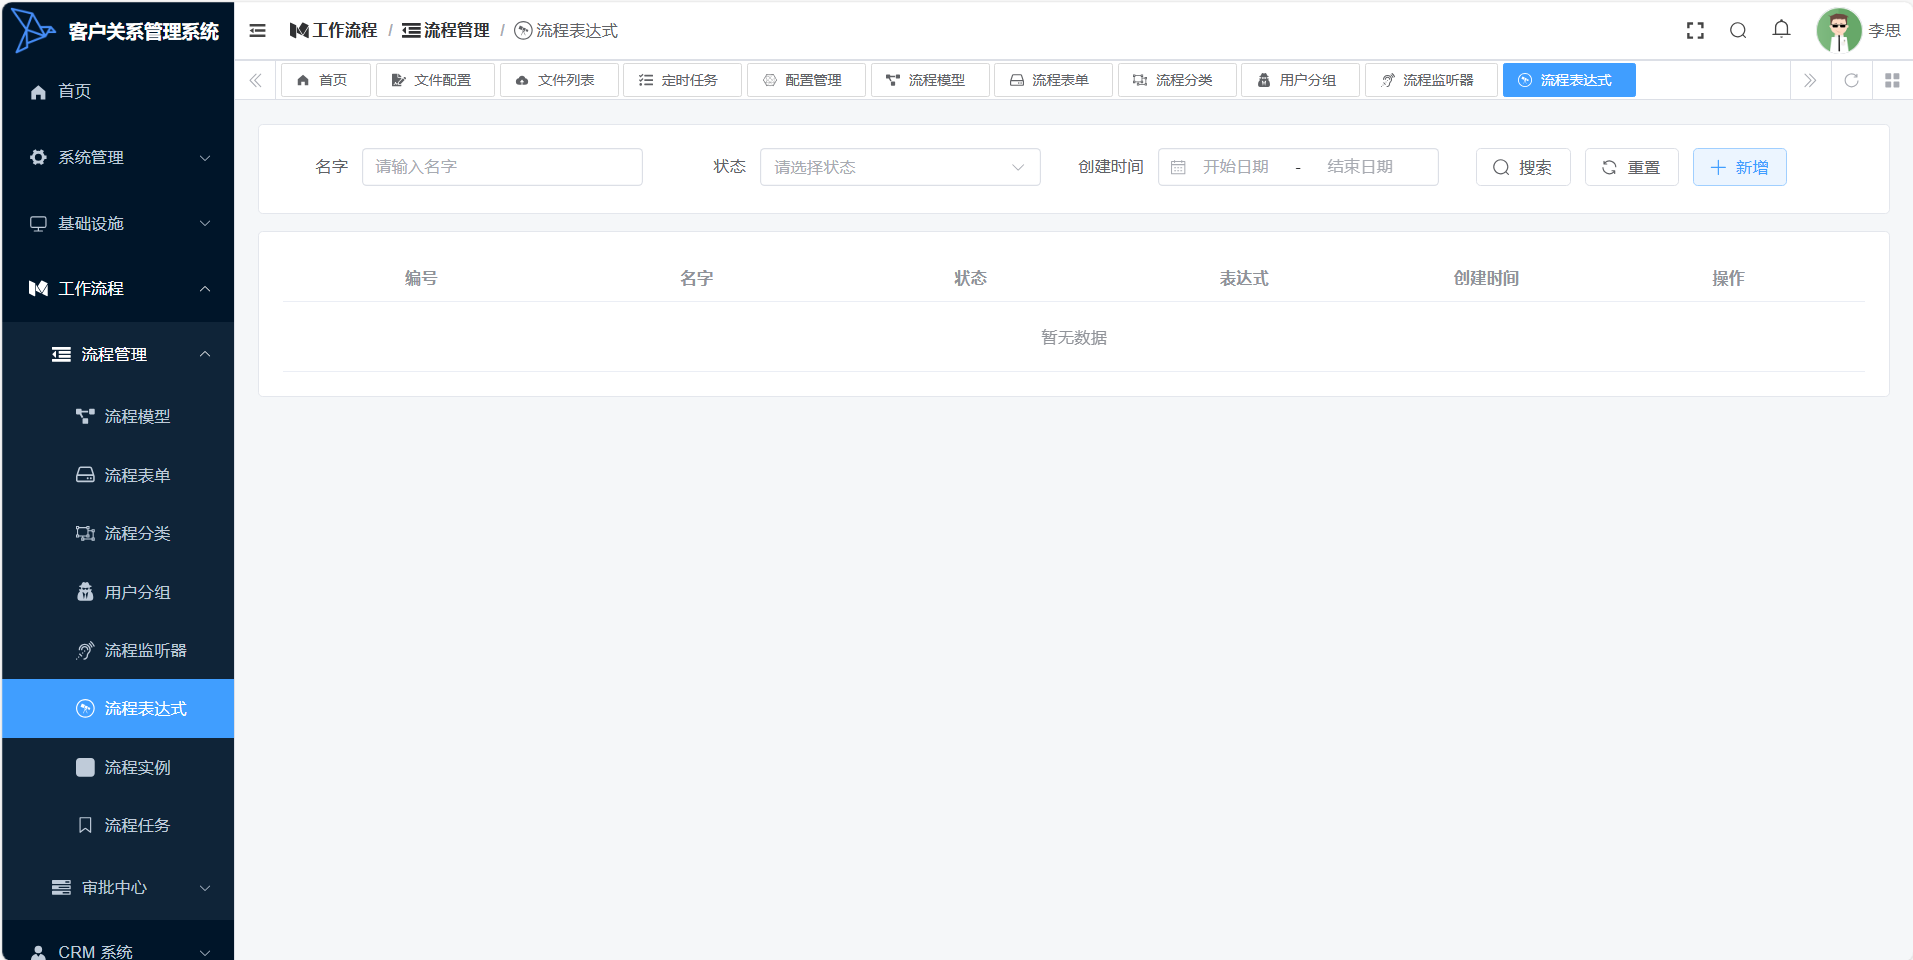 客户关系管理系统
工作流程 / 流程管理 / 流程表达式
李思
首页
文件配置
文件列表
定时任务
配置管理
流程模型
流程表单
流程分类
用户分组
流程监听器
流程表达式
首页
系统管理
基础设施
工作流程
流程管理
流程模型
流程表单
流程分类
用户分组
流程监听器
流程表达式
流程实例
流程任务
审批中心
CRM 系统
名字 请输入名字
状态 请选择状态
创建时间 开始日期 - 结束日期
搜索
重置
新增
编号 名字 状态 表达式 创建时间 操作
暂无数据